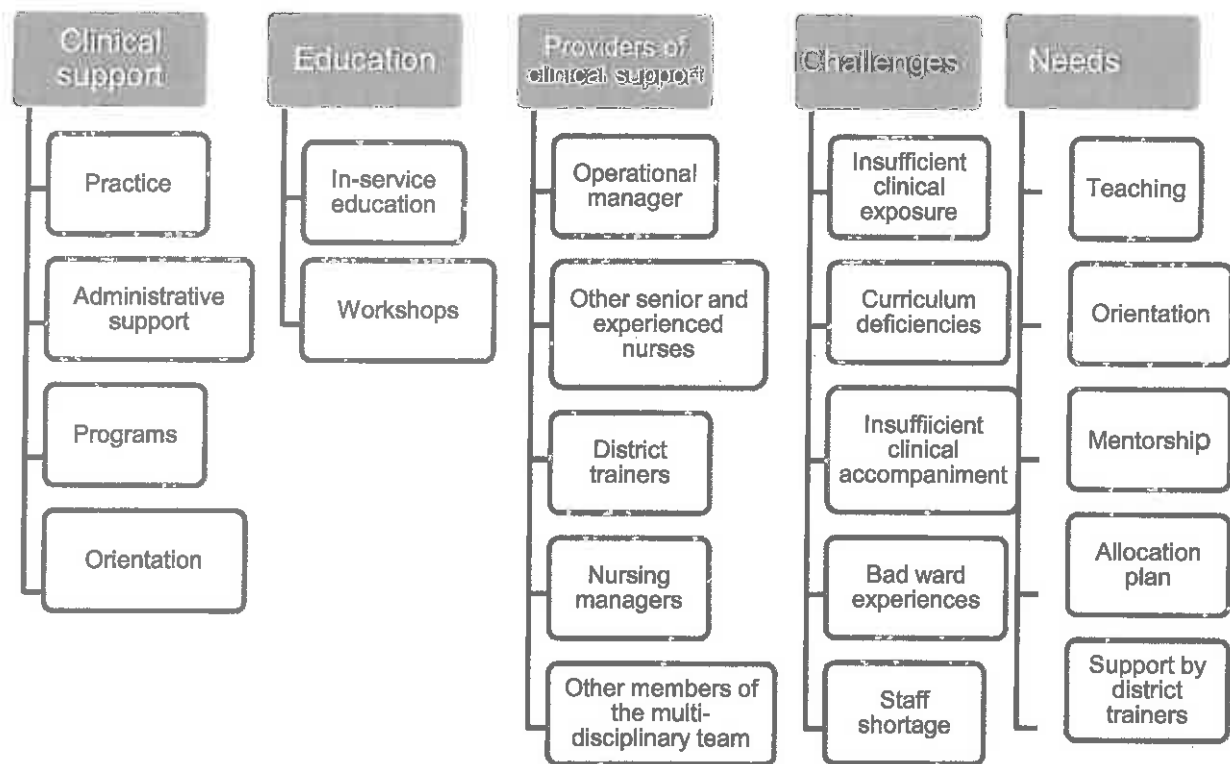 Clinical
support
Practice
Administrative
support
Programs
Orientation
Education
In-service
education
Workshops
Providers of
clinical support
Operational
manager
Other senior and
experienced
nurses
District
trainers
Nursing
managers
Other members of
the multi-
disciplinary team
Challenges
Insufficient
clinical
exposure
Curriculum
deficiencies
Insufficient
clinical
accompaniment
Bad ward
experiences
Staff
shortage
Needs
Teaching
Orientation
Mentorship
Allocation
plan
Support by
district
trainers